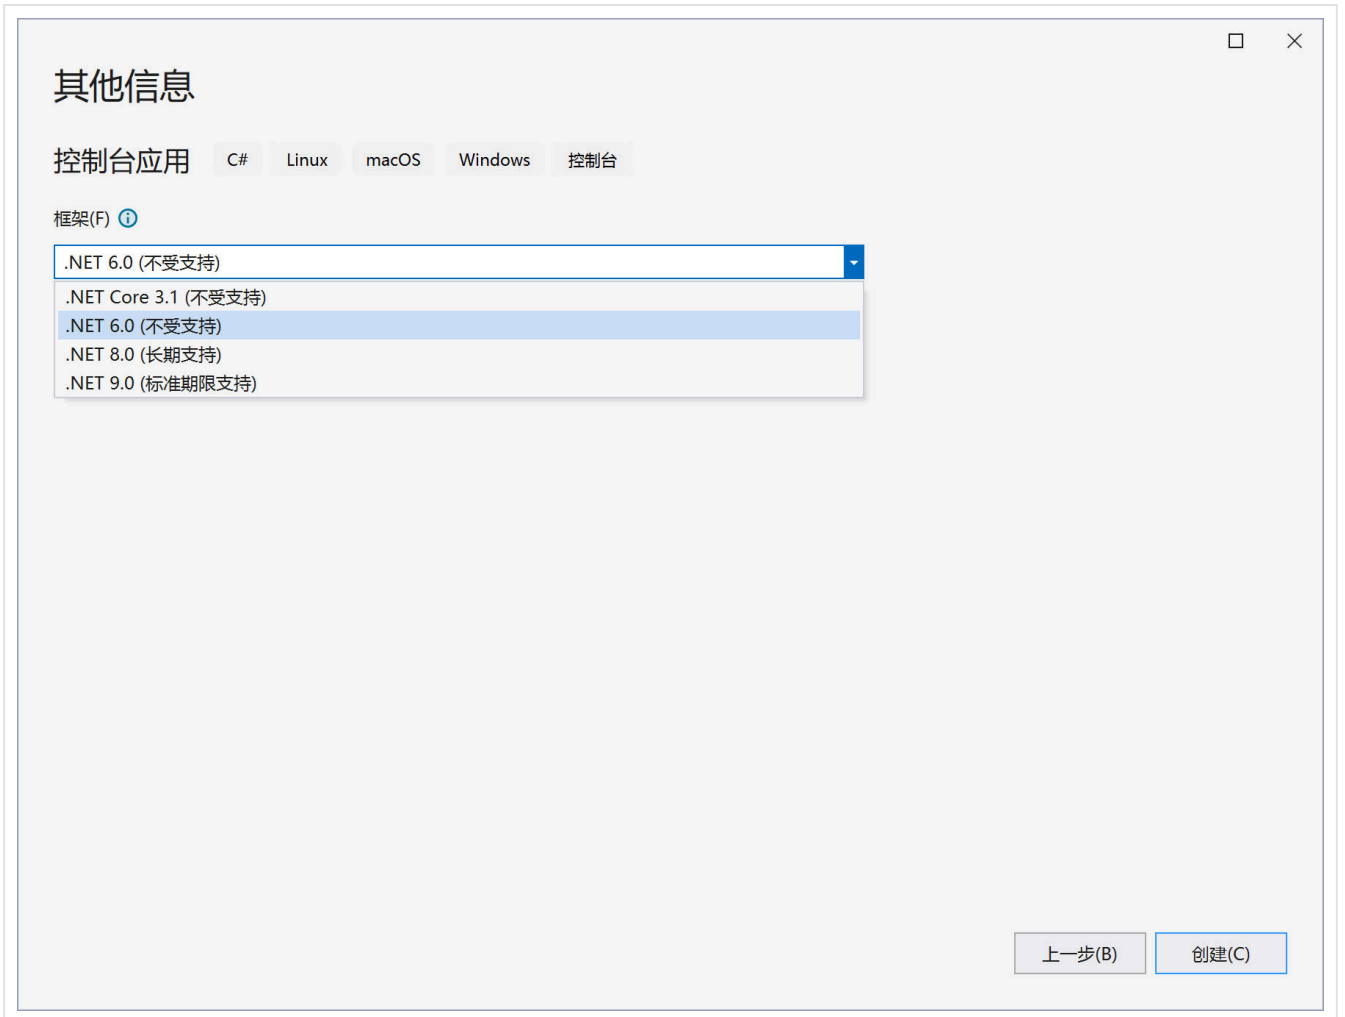 其他信息
控制台应用 C# Linux macOS Windows 控制台
框架(F)
.NET 6.0 (不受支持)
.NET Core 3.1 (不受支持)
.NET 6.0 (不受支持)
.NET 8.0 (长期支持)
.NET 9.0 (标准期限支持)
上一步(B) 创建(C)